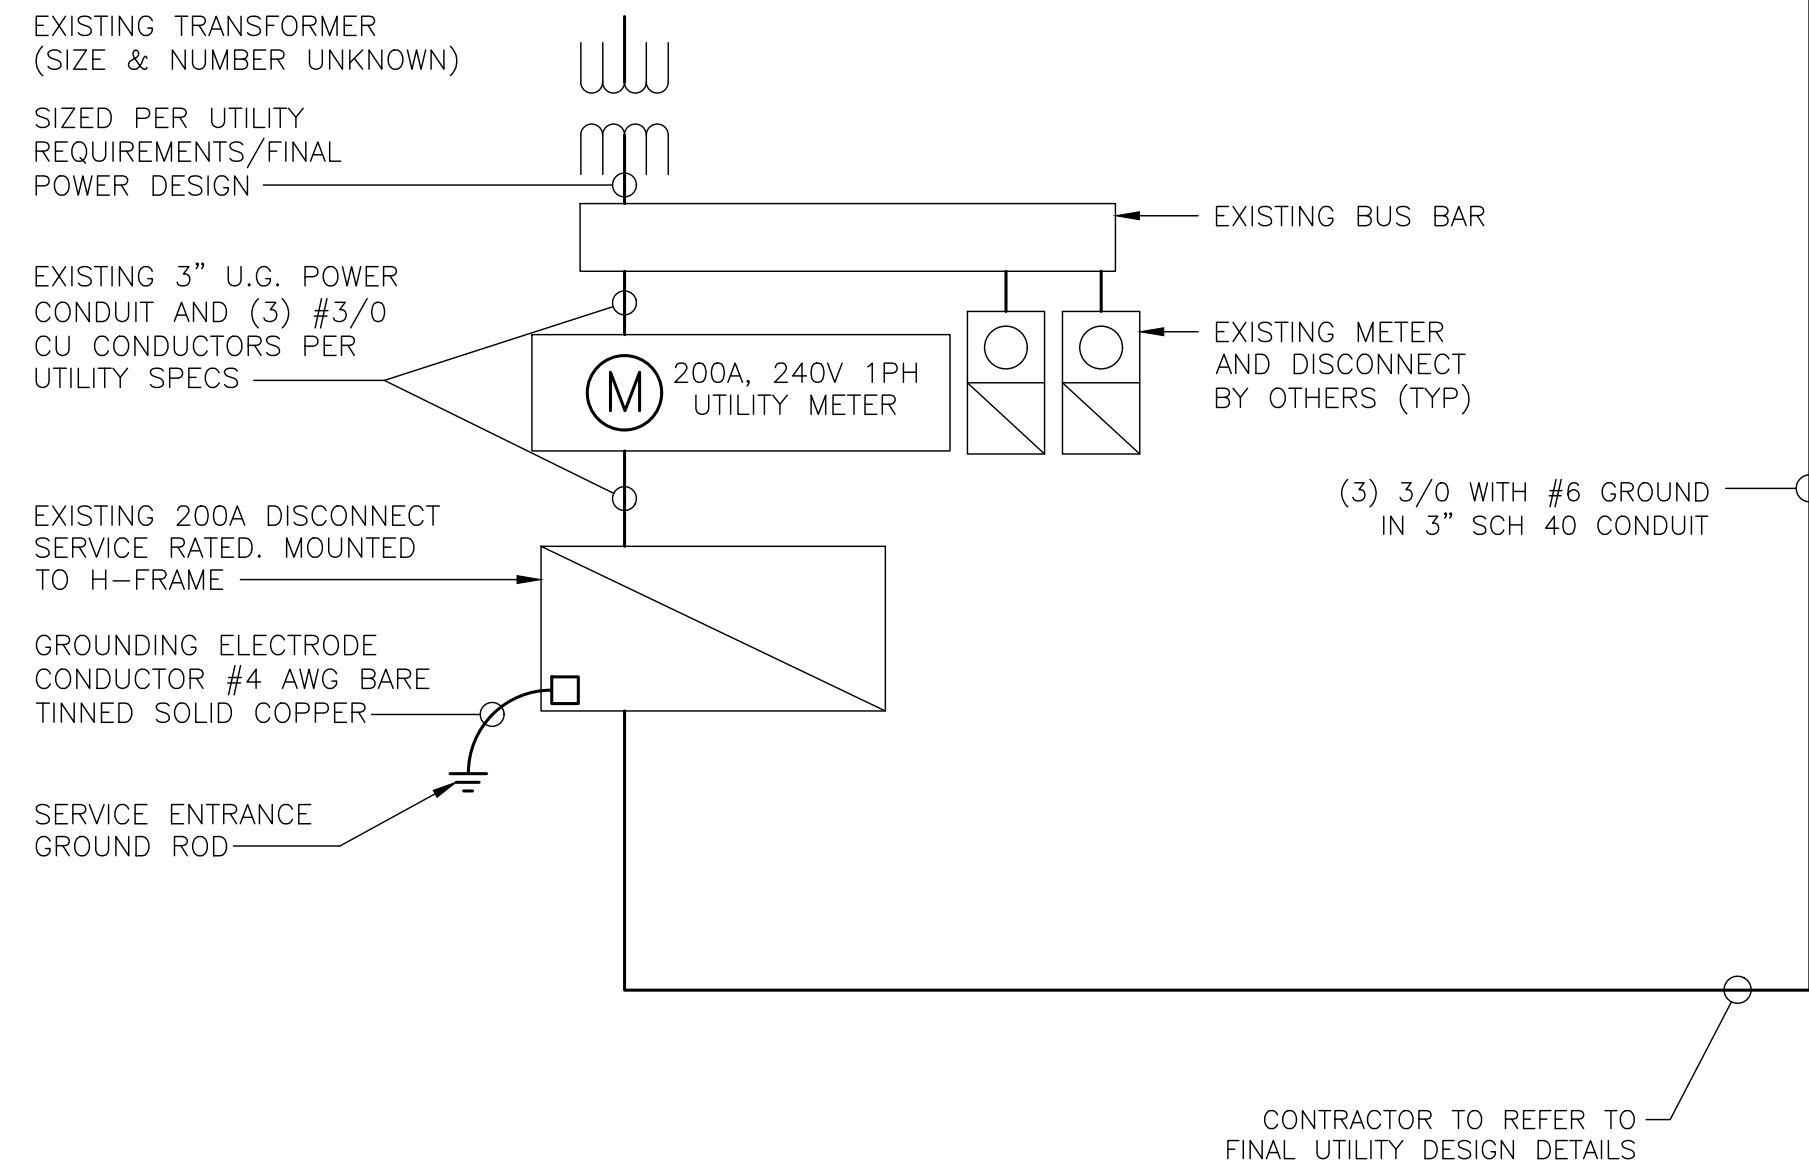 EXISTING TRANSFORMER
(SIZE & NUMBER UNKNOWN)
SIZED PER UTILITY
REQUIREMENTS/FINAL
POWER DESIGN
EXISTING BUS BAR
EXISTING 3” U.G. POWER
CONDUIT AND (3) #3/0
CU CONDUCTORS PER
UTILITY SPECS
M
200A, 240V 1PH
UTILITY METER
EXISTING METER
AND DISCONNECT
BY OTHERS (TYP)
(3) 3/0 WITH #6 GROUND
IN 3” SCH 40 CONDUIT
EXISTING 200A DISCONNECT
SERVICE RATED. MOUNTED
TO H-FRAME
GROUNDING ELECTRODE
CONDUCTOR #4 AWG BARE
TINNED SOLID COPPER
SERVICE ENTRANCE
GROUND ROD
CONTRACTOR TO REFER TO
FINAL UTILITY DESIGN DETAILS